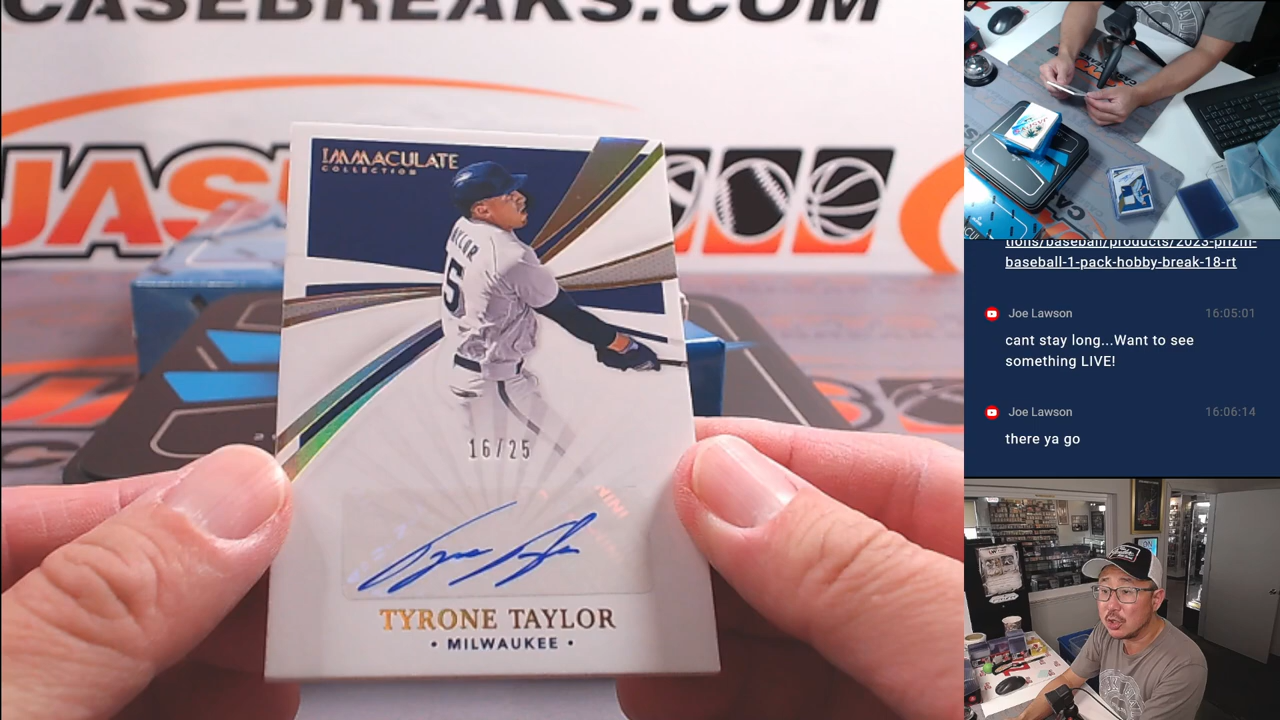 CASEBREAKS.COM
JAS
IMMACULATE
COLLECTION
5
16/25
TYRONE TAYLOR
• MILWAUKEE •
tions/baseball/products/2023-prizm-
baseball-1-pack-hobby-break-18-rt
Joe Lawson 16:05:01
cant stay long...Want to see
something LIVE!
Joe Lawson 16:06:14
there ya go